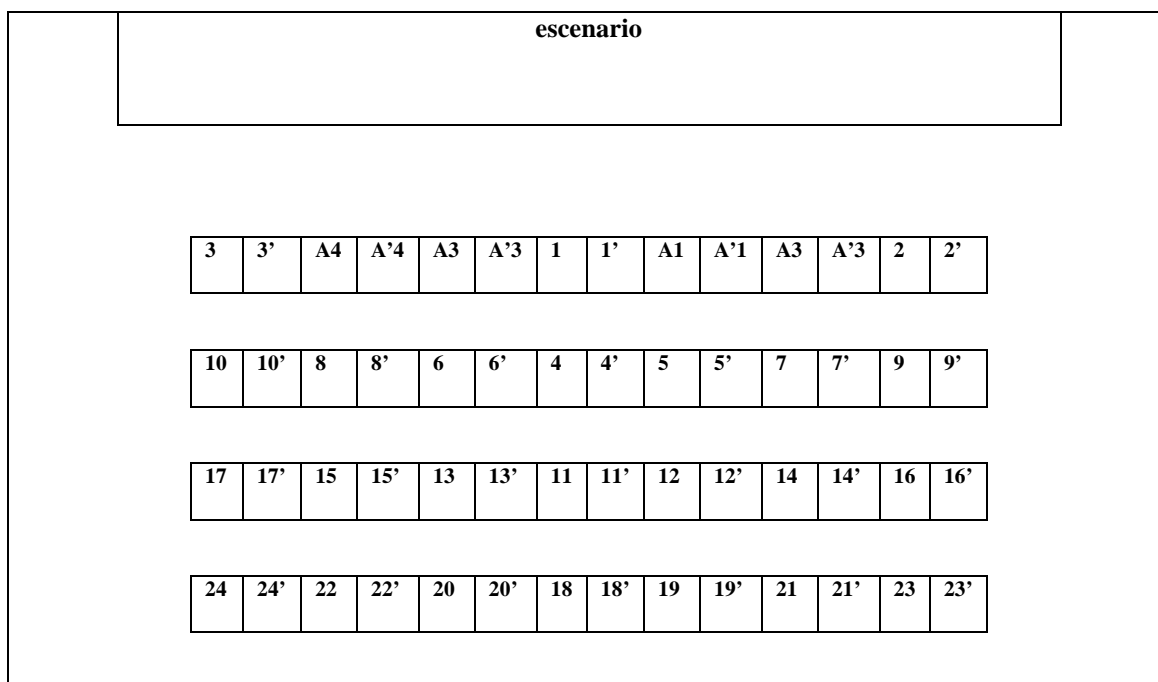 escenario
3 3’ A4 A’4 A3 A’3 1 1’ A1 A’1 A3 A’3 2 2’
10 10’ 8 8’ 6 6’ 4 4’ 5 5’ 7 7’ 9 9’
17 17’ 15 15’ 13 13’ 11 11’ 12 12’ 14 14’ 16 16’
24 24’ 22 22’ 20 20’ 18 18’ 19 19’ 21 21’ 23 23’